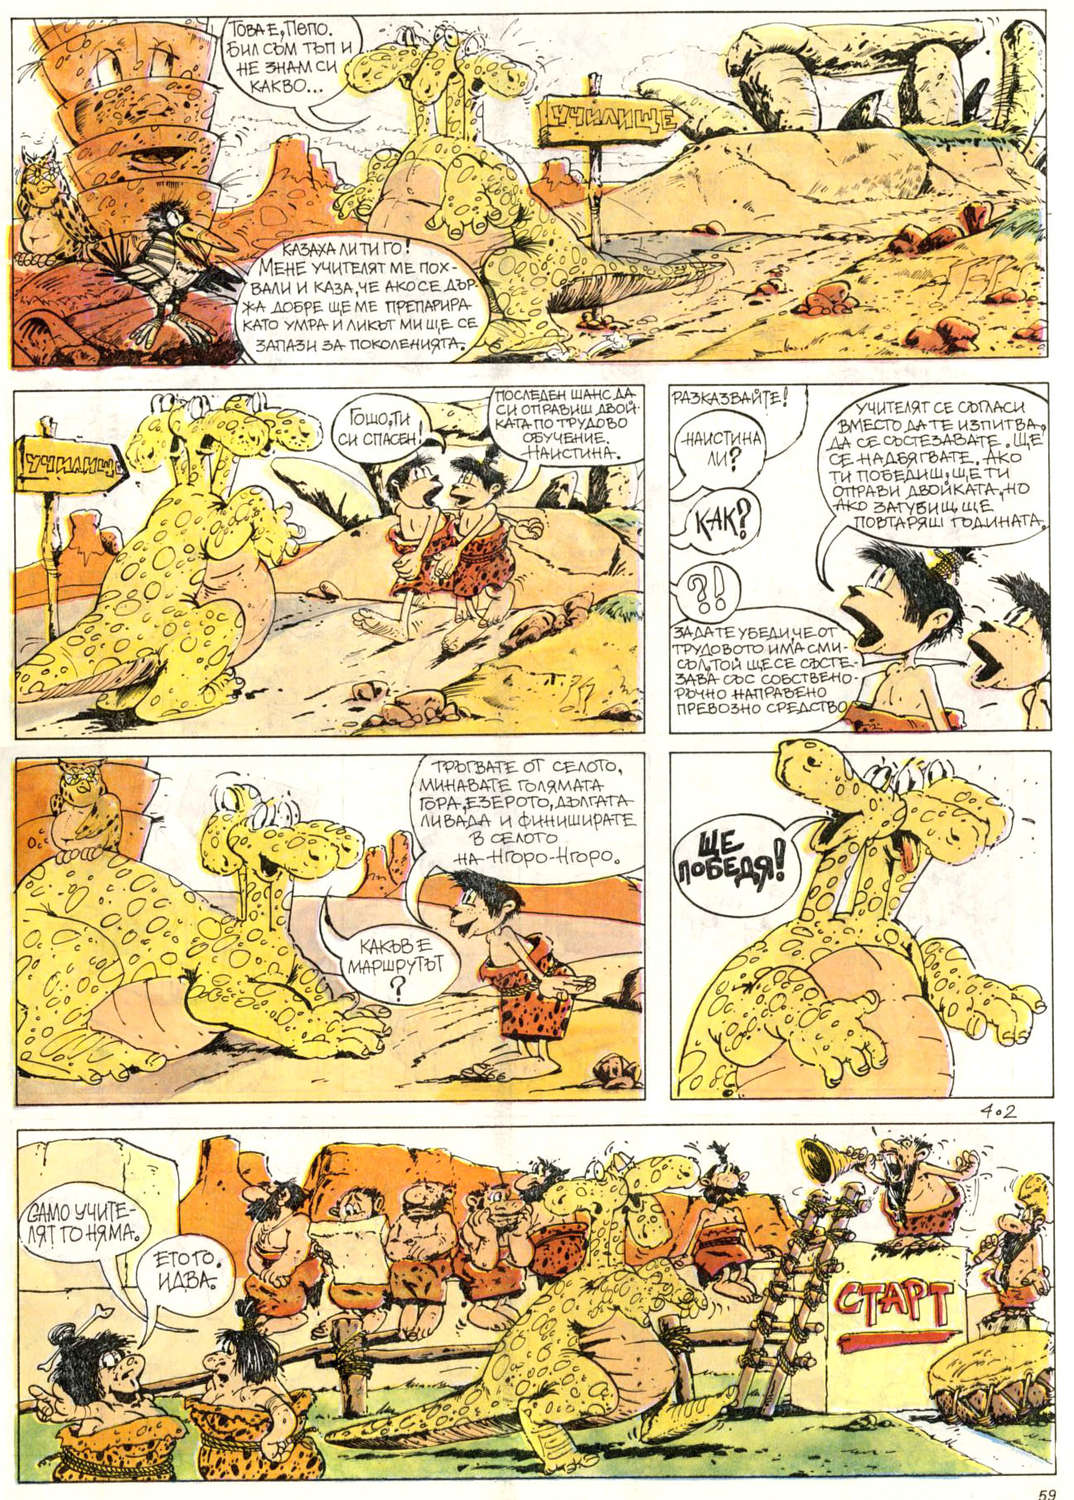 ТОВА Е, ПЕПО.
БИЛ СЪМ ТЪП И
НЕ ЗНАМ СИ
КАКВО...
УЧИЛИЩЕ
КАЗАХА ЛИ ТИ ГО!
МЕНЕ УЧИТЕЛЯТ МЕ ПОХ-
ВАЛИ И КАЗА, ЧЕ АКО СЕ ДЪР-
ЖА ДОБРЕ ЩЕ МЕ ПРЕПАРИРА
КАТО УМРА И ЛИКЪТ МИ ЩЕ СЕ
ЗАПАЗИ ЗА ПОКОЛЕНИЯТА.
УЧИЛИЩЕ
ГОШО, ТИ
СИ СПАСЕН!
ПОСЛЕДЕН ШАНС ДА
СИ ОПРАВИШ ДВОЙ-
КАТА ПО ТРУДОВО
ОБУЧЕНИЕ.
НАИСТИНА.
РАЗКАЗВАЙТЕ!
НАИСТИНА
ЛИ?
КАК?
?!
УЧИТЕЛЯТ СЕ СЪГЛАСИ
ВМЕСТО ДА ТЕ ИЗПИТВА,
ДА СЕ СЪСТЕЗАВАТЕ. ЩЕ
СЕ НАДБЯГВАТЕ. АКО
ТИ ПОБЕДИШ, ЩЕ ТИ
ОПРАВИ ДВОЙКАТА, НО
АКО ЗАГУБИШ ЩЕ
ПОВТАРЯШ ГОДИНАТА.
ЗА ДА ТЕ УБЕДИ, ЧЕ ОТ
ТРУДОВОТО ИМА СМИ-
СЪЛ, ТОЙ ЩЕ СЕ СЪСТЕ-
ЗАВА СЪС СОБСТВЕНО-
РЪЧНО НАПРАВЕНО
ПРЕВОЗНО СРЕДСТВО
ТРЪГВАТЕ ОТ СЕЛОТО,
МИНАВАТЕ ГОЛЯМАТА
ГОРА, ЕЗЕРОТО, ДЪЛГАТА
ЛИВАДА И ФИНИШИРАТЕ
В СЕЛОТО
НА-НГОРО-НГОРО.
КАКЪВ Е
МАРШРУТЪТ
?
ЩЕ
ПОБЕДЯ!
4•2
САМО УЧИТЕ-
ЛЯТ ГО НЯМА.
ЕТО ГО.
ИДВА.
СТАРТ
59